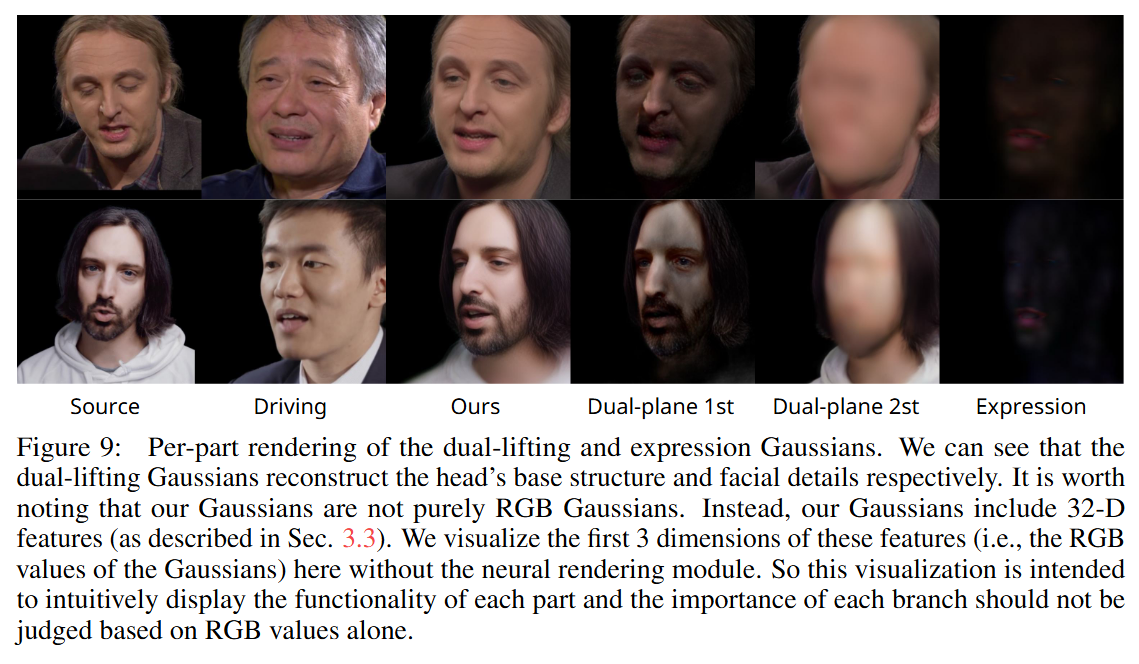 Source Driving Ours Dual-plane 1st Dual-plane 2st Expression
Figure 9: Per-part rendering of the dual-lifting and expression Gaussians. We can see that the
dual-lifting Gaussians reconstruct the head's base structure and facial details respectively. It is worth
noting that our Gaussians are not purely RGB Gaussians. Instead, our Gaussians include 32-D
features (as described in Sec. 3.3). We visualize the first 3 dimensions of these features (i.e., the RGB
values of the Gaussians) here without the neural rendering module. So this visualization is intended
to intuitively display the functionality of each part and the importance of each branch should not be
judged based on RGB values alone.